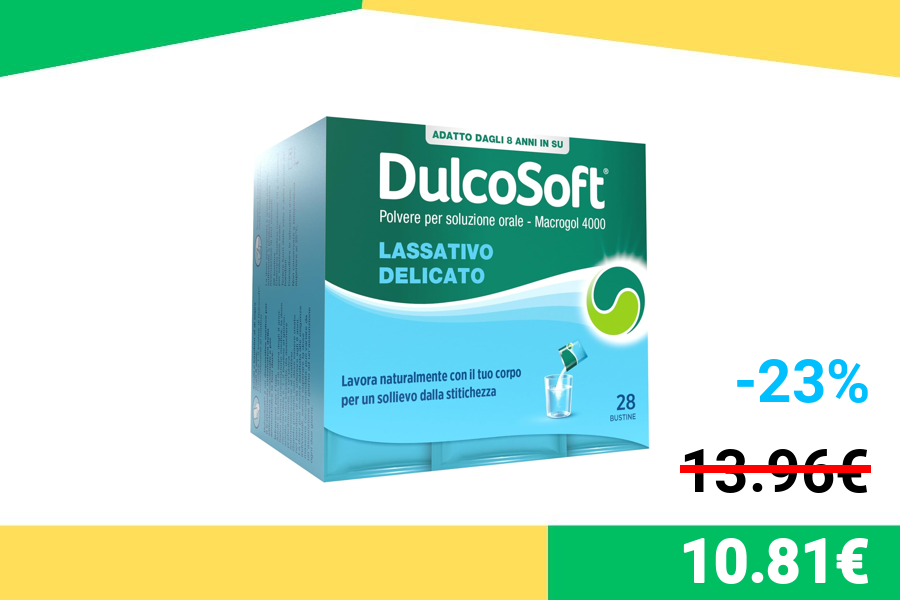 ADATTO DAGLI 8 ANNI IN SU
DulcoSoft®
Polvere per soluzione orale - Macrogol 4000
LASSATIVO
DELICATO
Lavora naturalmente con il tuo corpo
per un sollievo dalla stitichezza
28
BUSTINE
-23%
13.96€
10.81€